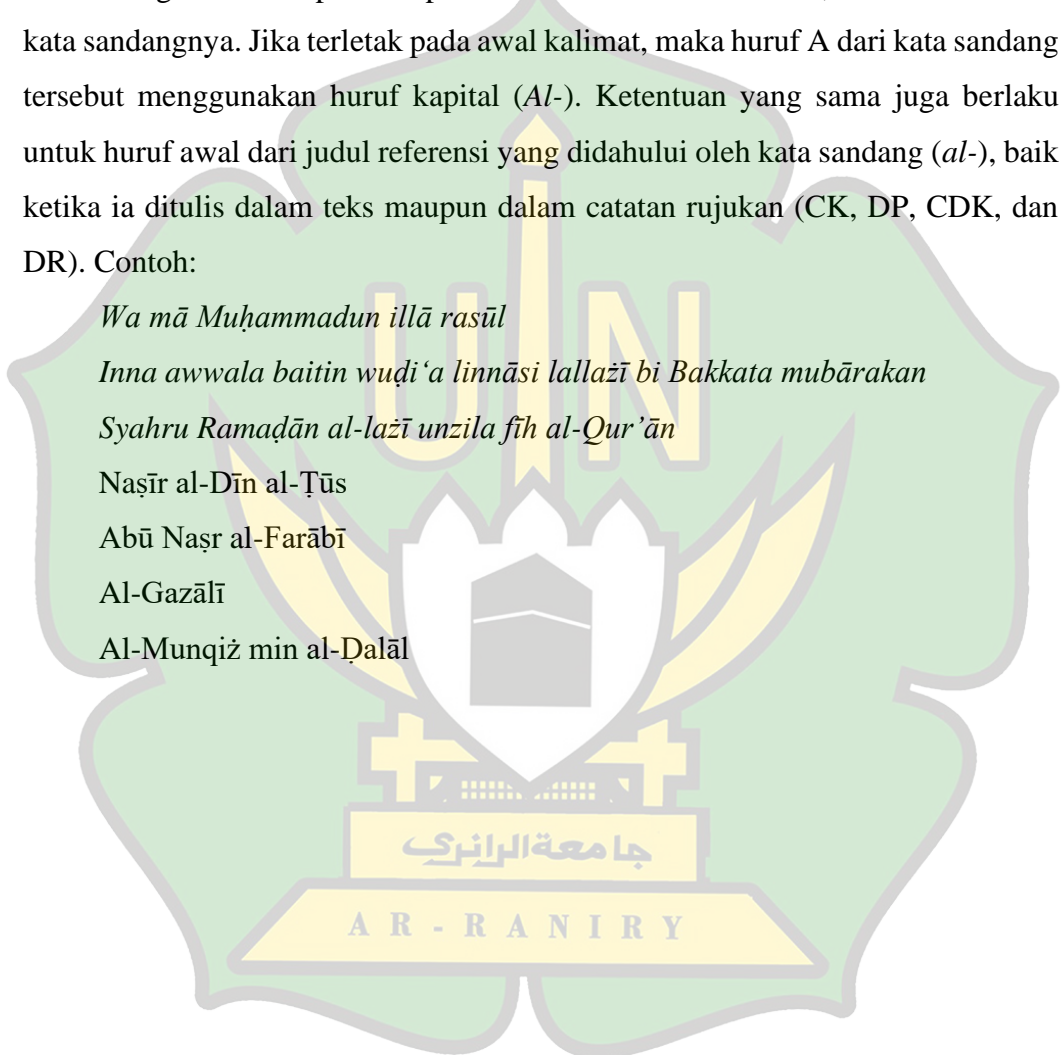 kata sandangnya. Jika terletak pada awal kalimat, maka huruf A dari kata sandang
tersebut menggunakan huruf kapital (Al-). Ketentuan yang sama juga berlaku
untuk huruf awal dari judul referensi yang didahului oleh kata sandang (al-), baik
ketika ia ditulis dalam teks maupun dalam catatan rujukan (CK, DP, CDK, dan
DR). Contoh:
Wa mā Muḥammadun illā rasūl
Inna awwala baitin wuḍi‘a linnāsi lallażī bi Bakkata mubārakan
Syahru Ramaḍān al-lażī unzila fīh al-Qur’ān
Naṣīr al-Dīn al-Ṭūs
Abū Naṣr al-Farābī
Al-Gazālī
Al-Munqiż min al-Ḍalāl
UIN
جامعةالرانري
AR-RANIRY